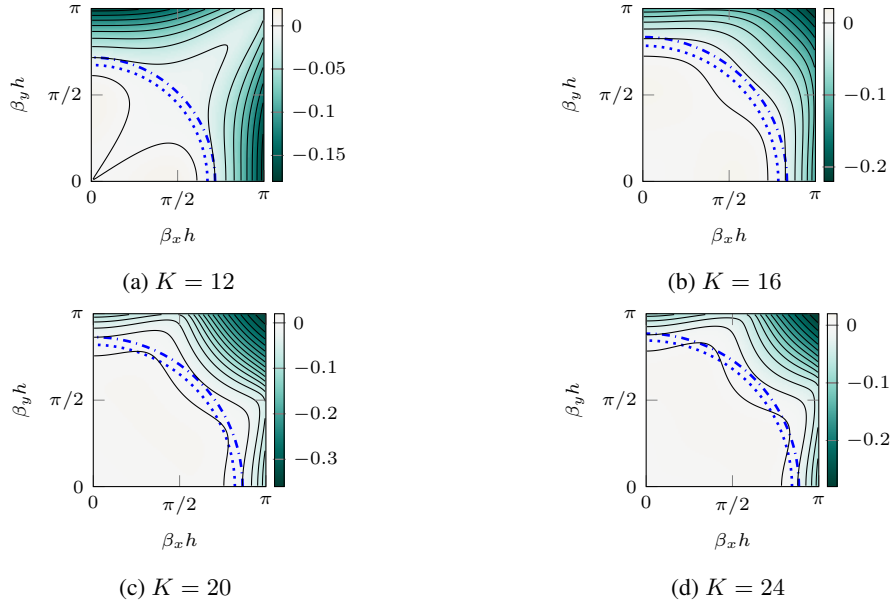 π
π/2
0
β_y h
0
π/2
π
β_x h
0
−0.05
−0.1
−0.15
(a) K = 12
π
π/2
0
β_y h
0
π/2
π
β_x h
0
−0.1
−0.2
(b) K = 16
π
π/2
0
β_y h
0
π/2
π
β_x h
0
−0.1
−0.2
−0.3
(c) K = 20
π
π/2
0
β_y h
0
π/2
π
β_x h
0
−0.1
−0.2
(d) K = 24